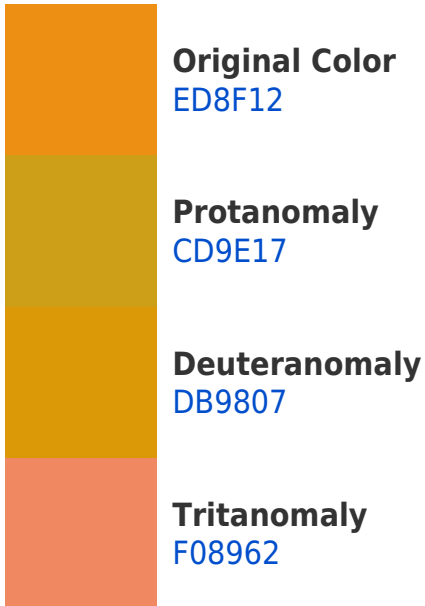 Original Color
ED8F12
Protanomaly
CD9E17
Deuteranomaly
DB9807
Tritanomaly
F08962